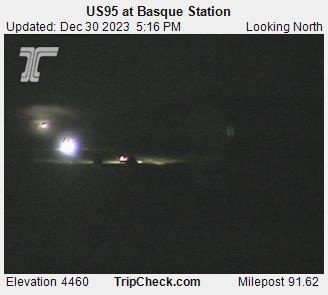 US95 at Basque Station
Updated: Dec 30 2023 5:16 PM Looking North
Elevation 4460 TripCheck.com Milepost 91.62